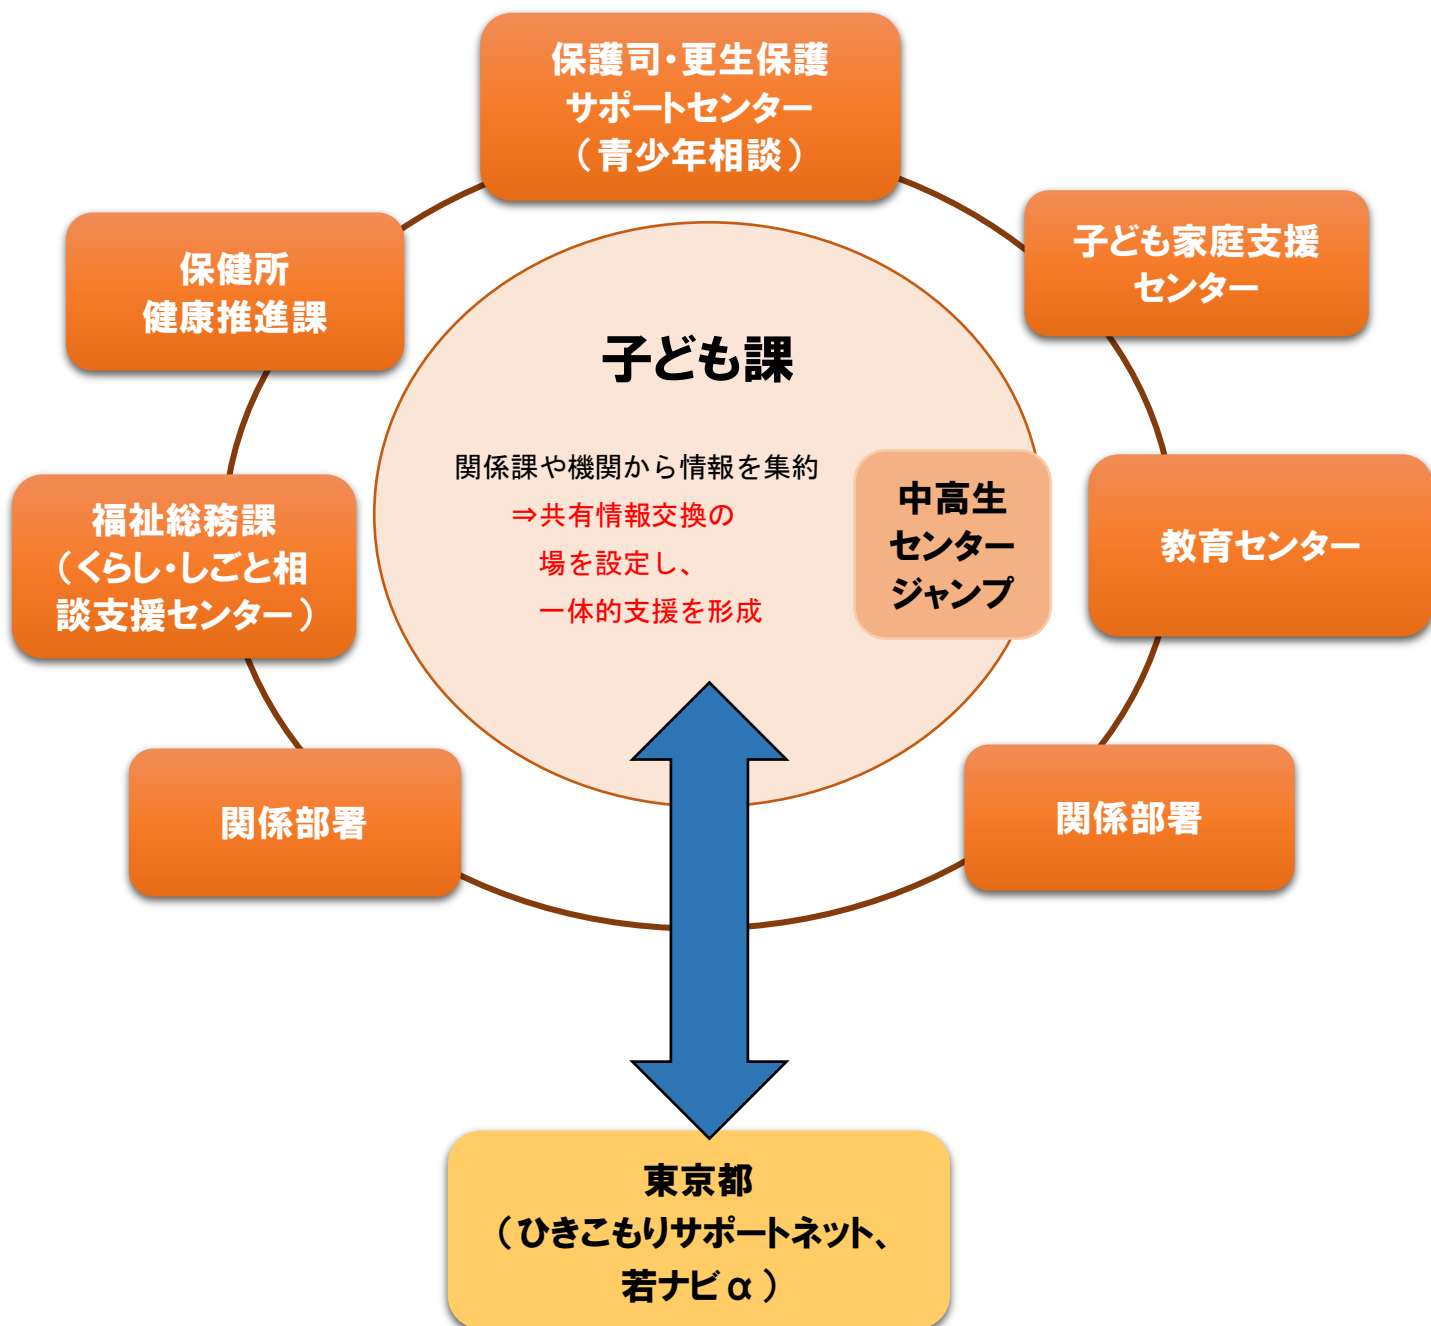 保護司・更生保護
サポートセンター
（青少年相談）
保健所
健康推進課
子ども家庭支援
センター
子ども課
関係課や機関から情報を集約
⇒共有情報交換の
場を設定し、
一体的支援を形成
中高生
センター
ジャンプ
福祉総務課
（くらし・しごと相
談支援センター）
教育センター
関係部署
関係部署
東京都
（ひきこもりサポートネット、
若ナビα）